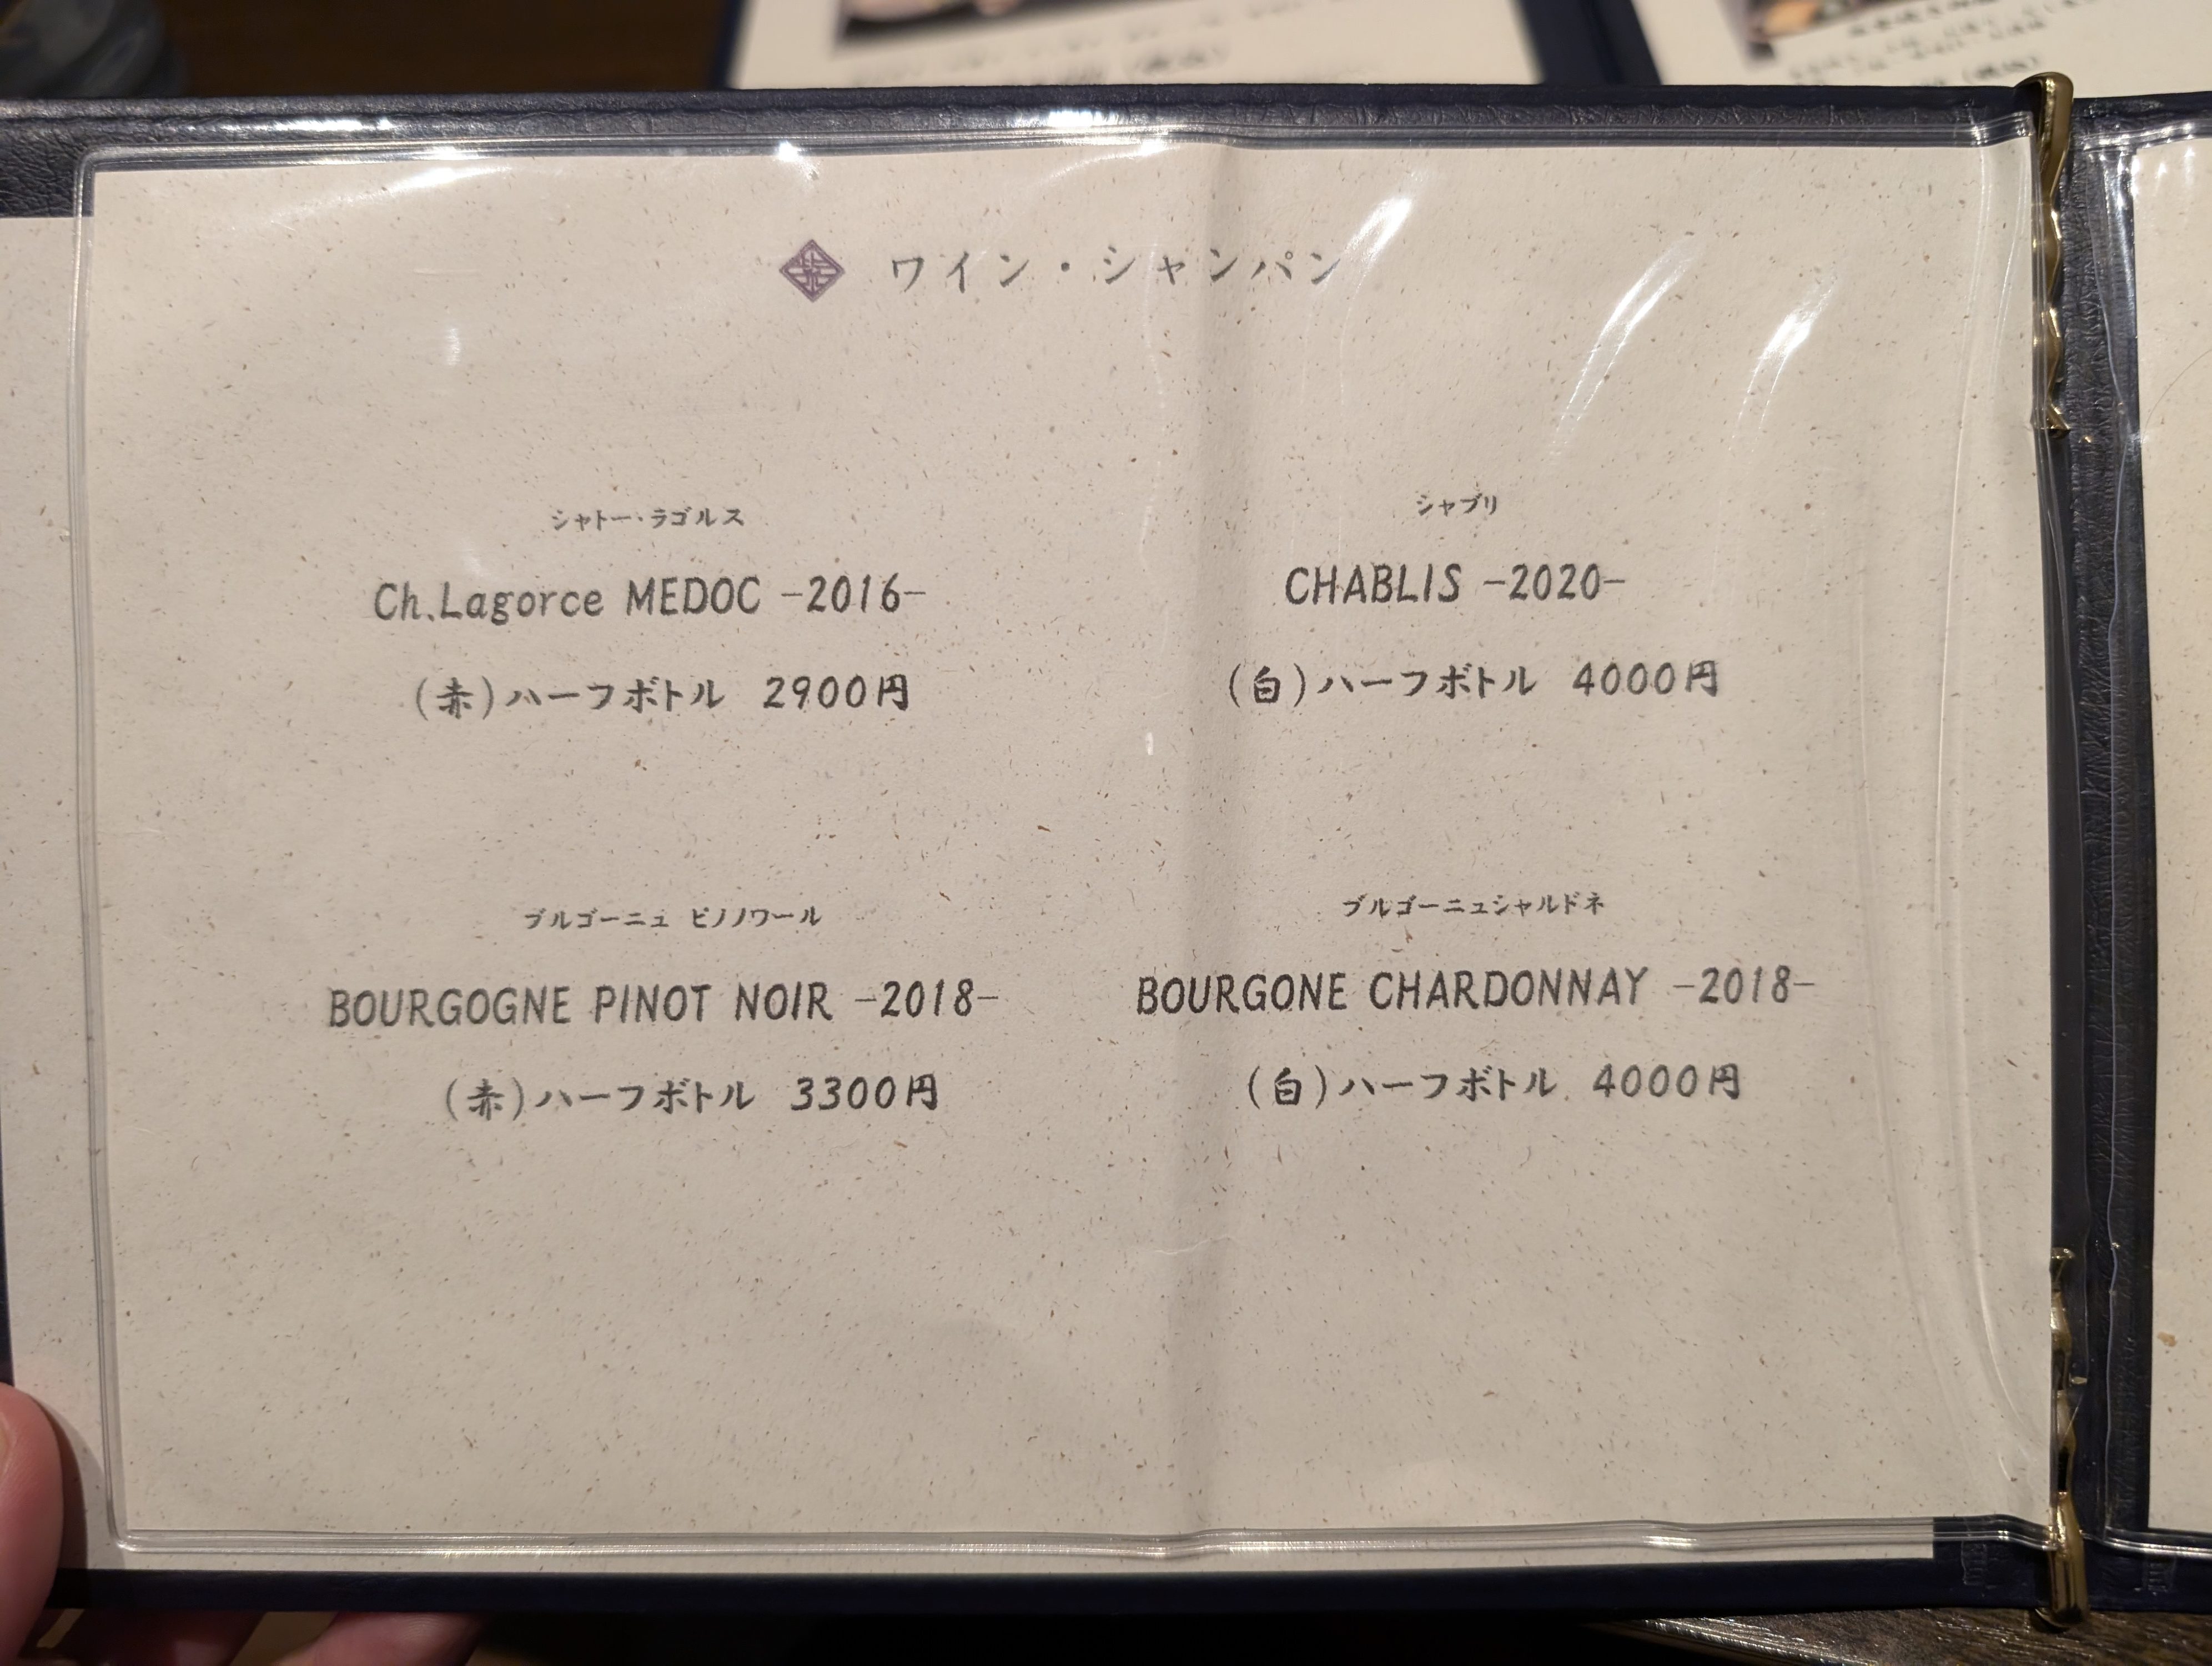 ワイン・シャンパン
シャトー・ラゴルス
Ch.Lagorce MEDOC -2016-
(赤)ハーフボトル 2900円
シャブリ
CHABLIS -2020-
(白)ハーフボトル 4000円
ブルゴーニュ ピノノワール
BOURGOGNE PINOT NOIR -2018-
(赤)ハーフボトル 3300円
ブルゴーニュシャルドネ
BOURGONE CHARDONNAY -2018-
(白)ハーフボトル 4000円